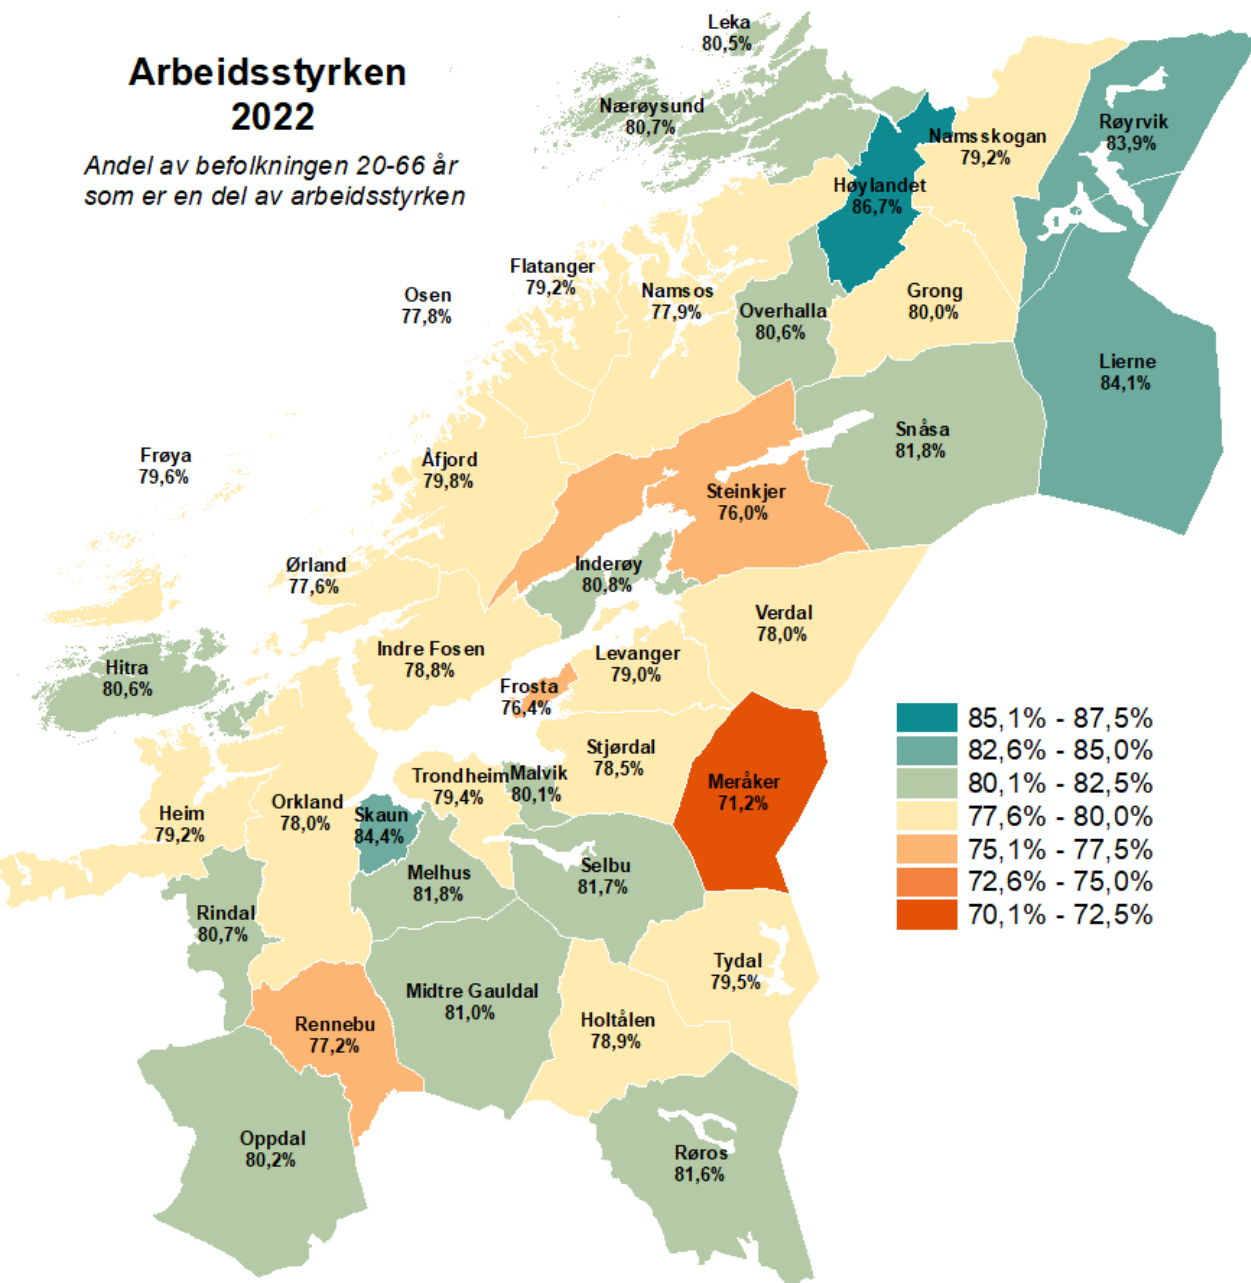 Arbeidsstyrken
2022
Andel av befolkningen 20-66 år
som er en del av arbeidsstyrken
Leka
80,5%
Nærøysund
80,7%
Røyrvik
83,9%
Namsskogan
79,2%
Høylandet
86,7%
Flatanger
79,2%
Osen
77,8%
Namsos
77,9%
Overhalla
80,6%
Grong
80,0%
Lierne
84,1%
Snåsa
81,8%
Frøya
79,6%
Åfjord
79,8%
Steinkjer
76,0%
Ørland
77,6%
Inderøy
80,8%
Verdal
78,0%
Indre Fosen
78,8%
Levanger
79,0%
Hitra
80,6%
Frosta
76,4%
Stjørdal
78,5%
Trondheim
79,4%
Malvik
80,1%
Meråker
71,2%
Heim
79,2%
Orkland
78,0%
Skaun
84,4%
Melhus
81,8%
Selbu
81,7%
Rindal
80,7%
Tydal
79,5%
Midtre Gauldal
81,0%
Rennebu
77,2%
Holtålen
78,9%
Oppdal
80,2%
Røros
81,6%
85,1% - 87,5%
82,6% - 85,0%
80,1% - 82,5%
77,6% - 80,0%
75,1% - 77,5%
72,6% - 75,0%
70,1% - 72,5%